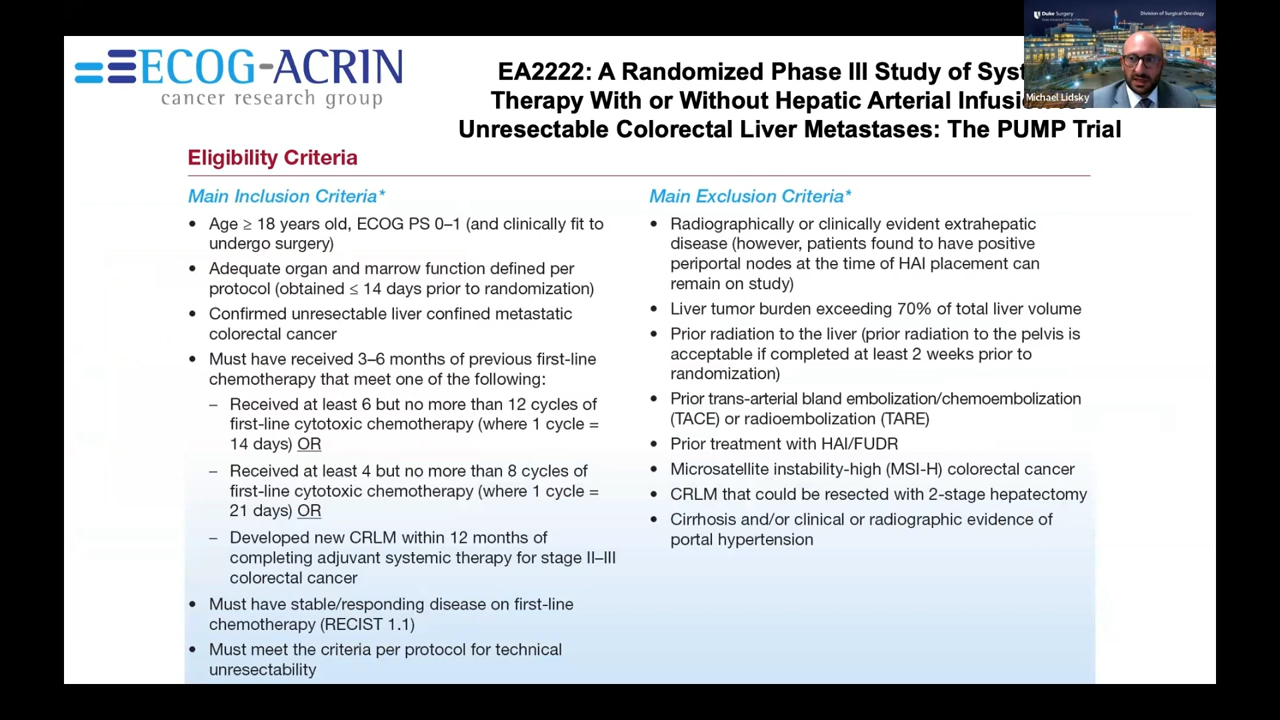 Duke Surgery
Division of Surgical Oncology
Michael Lidsky
ECOG-ACRIN
cancer research group
EA2222: A Randomized Phase III Study of
Therapy With or Without Hepatic Arterial
Unresectable Colorectal Liver Metastases: The PUMP Trial
Eligibility Criteria
Main Inclusion Criteria*
• Age ≥ 18 years old, ECOG PS 0–1 (and clinically fit to
undergo surgery)
• Adequate organ and marrow function defined per
protocol (obtained ≤ 14 days prior to randomization)
• Confirmed unresectable liver confined metastatic
colorectal cancer
• Must have received 3–6 months of previous first-line
chemotherapy that meet one of the following:
– Received at least 6 but no more than 12 cycles of
first-line cytotoxic chemotherapy (where 1 cycle =
14 days) OR
– Received at least 4 but no more than 8 cycles of
first-line cytotoxic chemotherapy (where 1 cycle =
21 days) OR
– Developed new CRLM within 12 months of
completing adjuvant systemic therapy for stage II–III
colorectal cancer
• Must have stable/responding disease on first-line
chemotherapy (RECIST 1.1)
• Must meet the criteria per protocol for technical
unresectability
Main Exclusion Criteria*
• Radiographically or clinically evident extrahepatic
disease (however, patients found to have positive
periportal nodes at the time of HAI placement can
remain on study)
• Liver tumor burden exceeding 70% of total liver volume
• Prior radiation to the liver (prior radiation to the pelvis is
acceptable if completed at least 2 weeks prior to
randomization)
• Prior trans-arterial bland embolization/chemoembolization
(TACE) or radioembolization (TARE)
• Prior treatment with HAI/FUDR
• Microsatellite instability-high (MSI-H) colorectal cancer
• CRLM that could be resected with 2-stage hepatectomy
• Cirrhosis and/or clinical or radiographic evidence of
portal hypertension